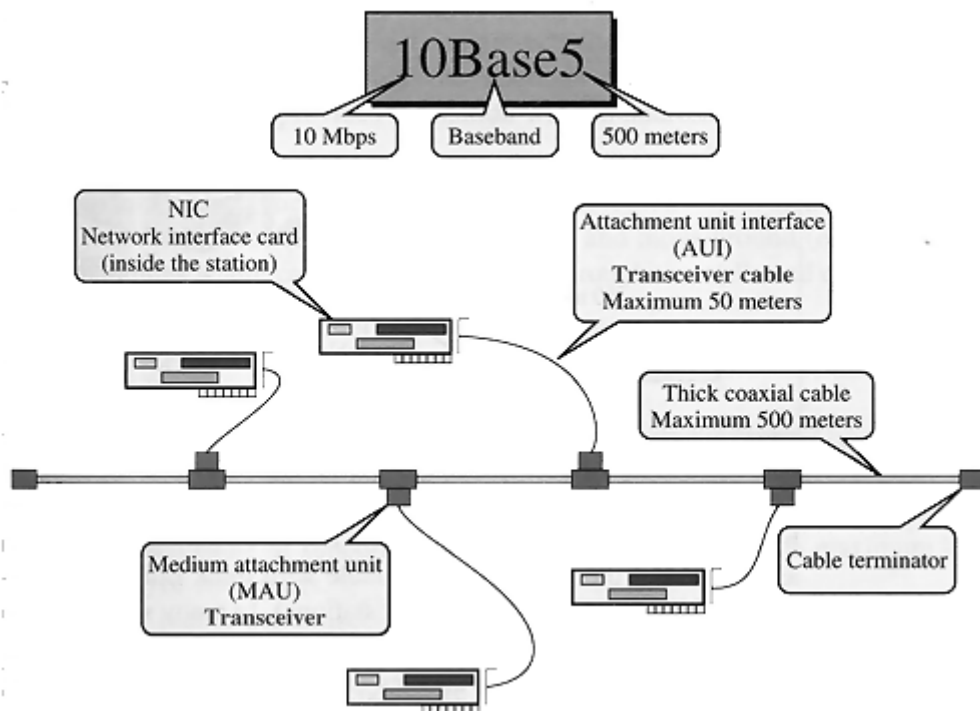 10Base5
10 Mbps
Baseband
500 meters
NIC
Network interface card
(inside the station)
Attachment unit interface
(AUI)
Transceiver cable
Maximum 50 meters
Thick coaxial cable
Maximum 500 meters
Medium attachment unit
(MAU)
Transceiver
Cable terminator